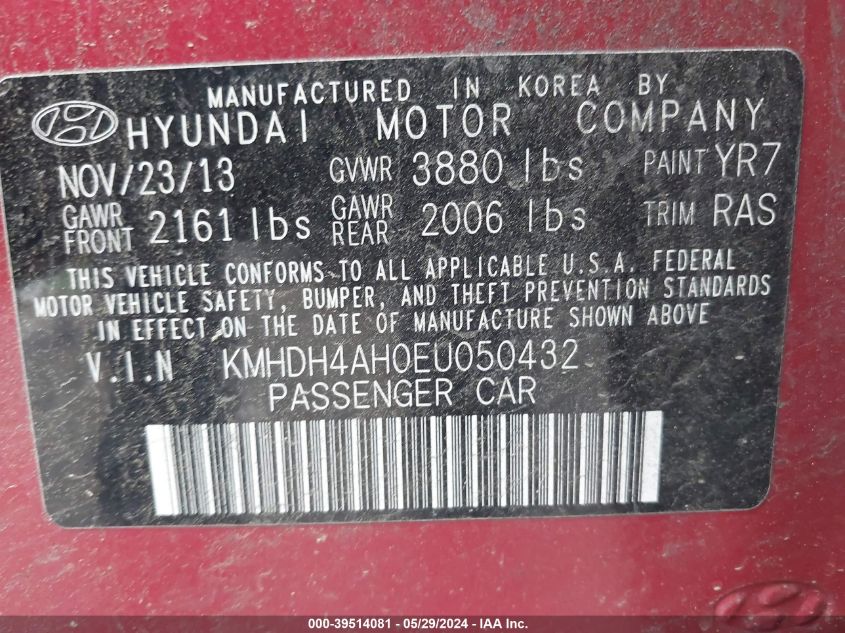 MANUFACTURED IN KOREA BY
HYUNDAI MOTOR COMPANY
NOV/23/13 GVWR 3880 lbs PAINT YR7
GAWR FRONT 2161 lbs GAWR REAR 2006 lbs TRIM RAS
THIS VEHICLE CONFORMS TO ALL APPLICABLE U.S.A. FEDERAL
MOTOR VEHICLE SAFETY, BUMPER, AND THEFT PREVENTION STANDARDS
IN EFFECT ON THE DATE OF MANUFACTURE SHOWN ABOVE
V.I.N KMHDH4AH0EU050432
PASSENGER CAR
000-39514081 - 05/29/2024 - IAA Inc.